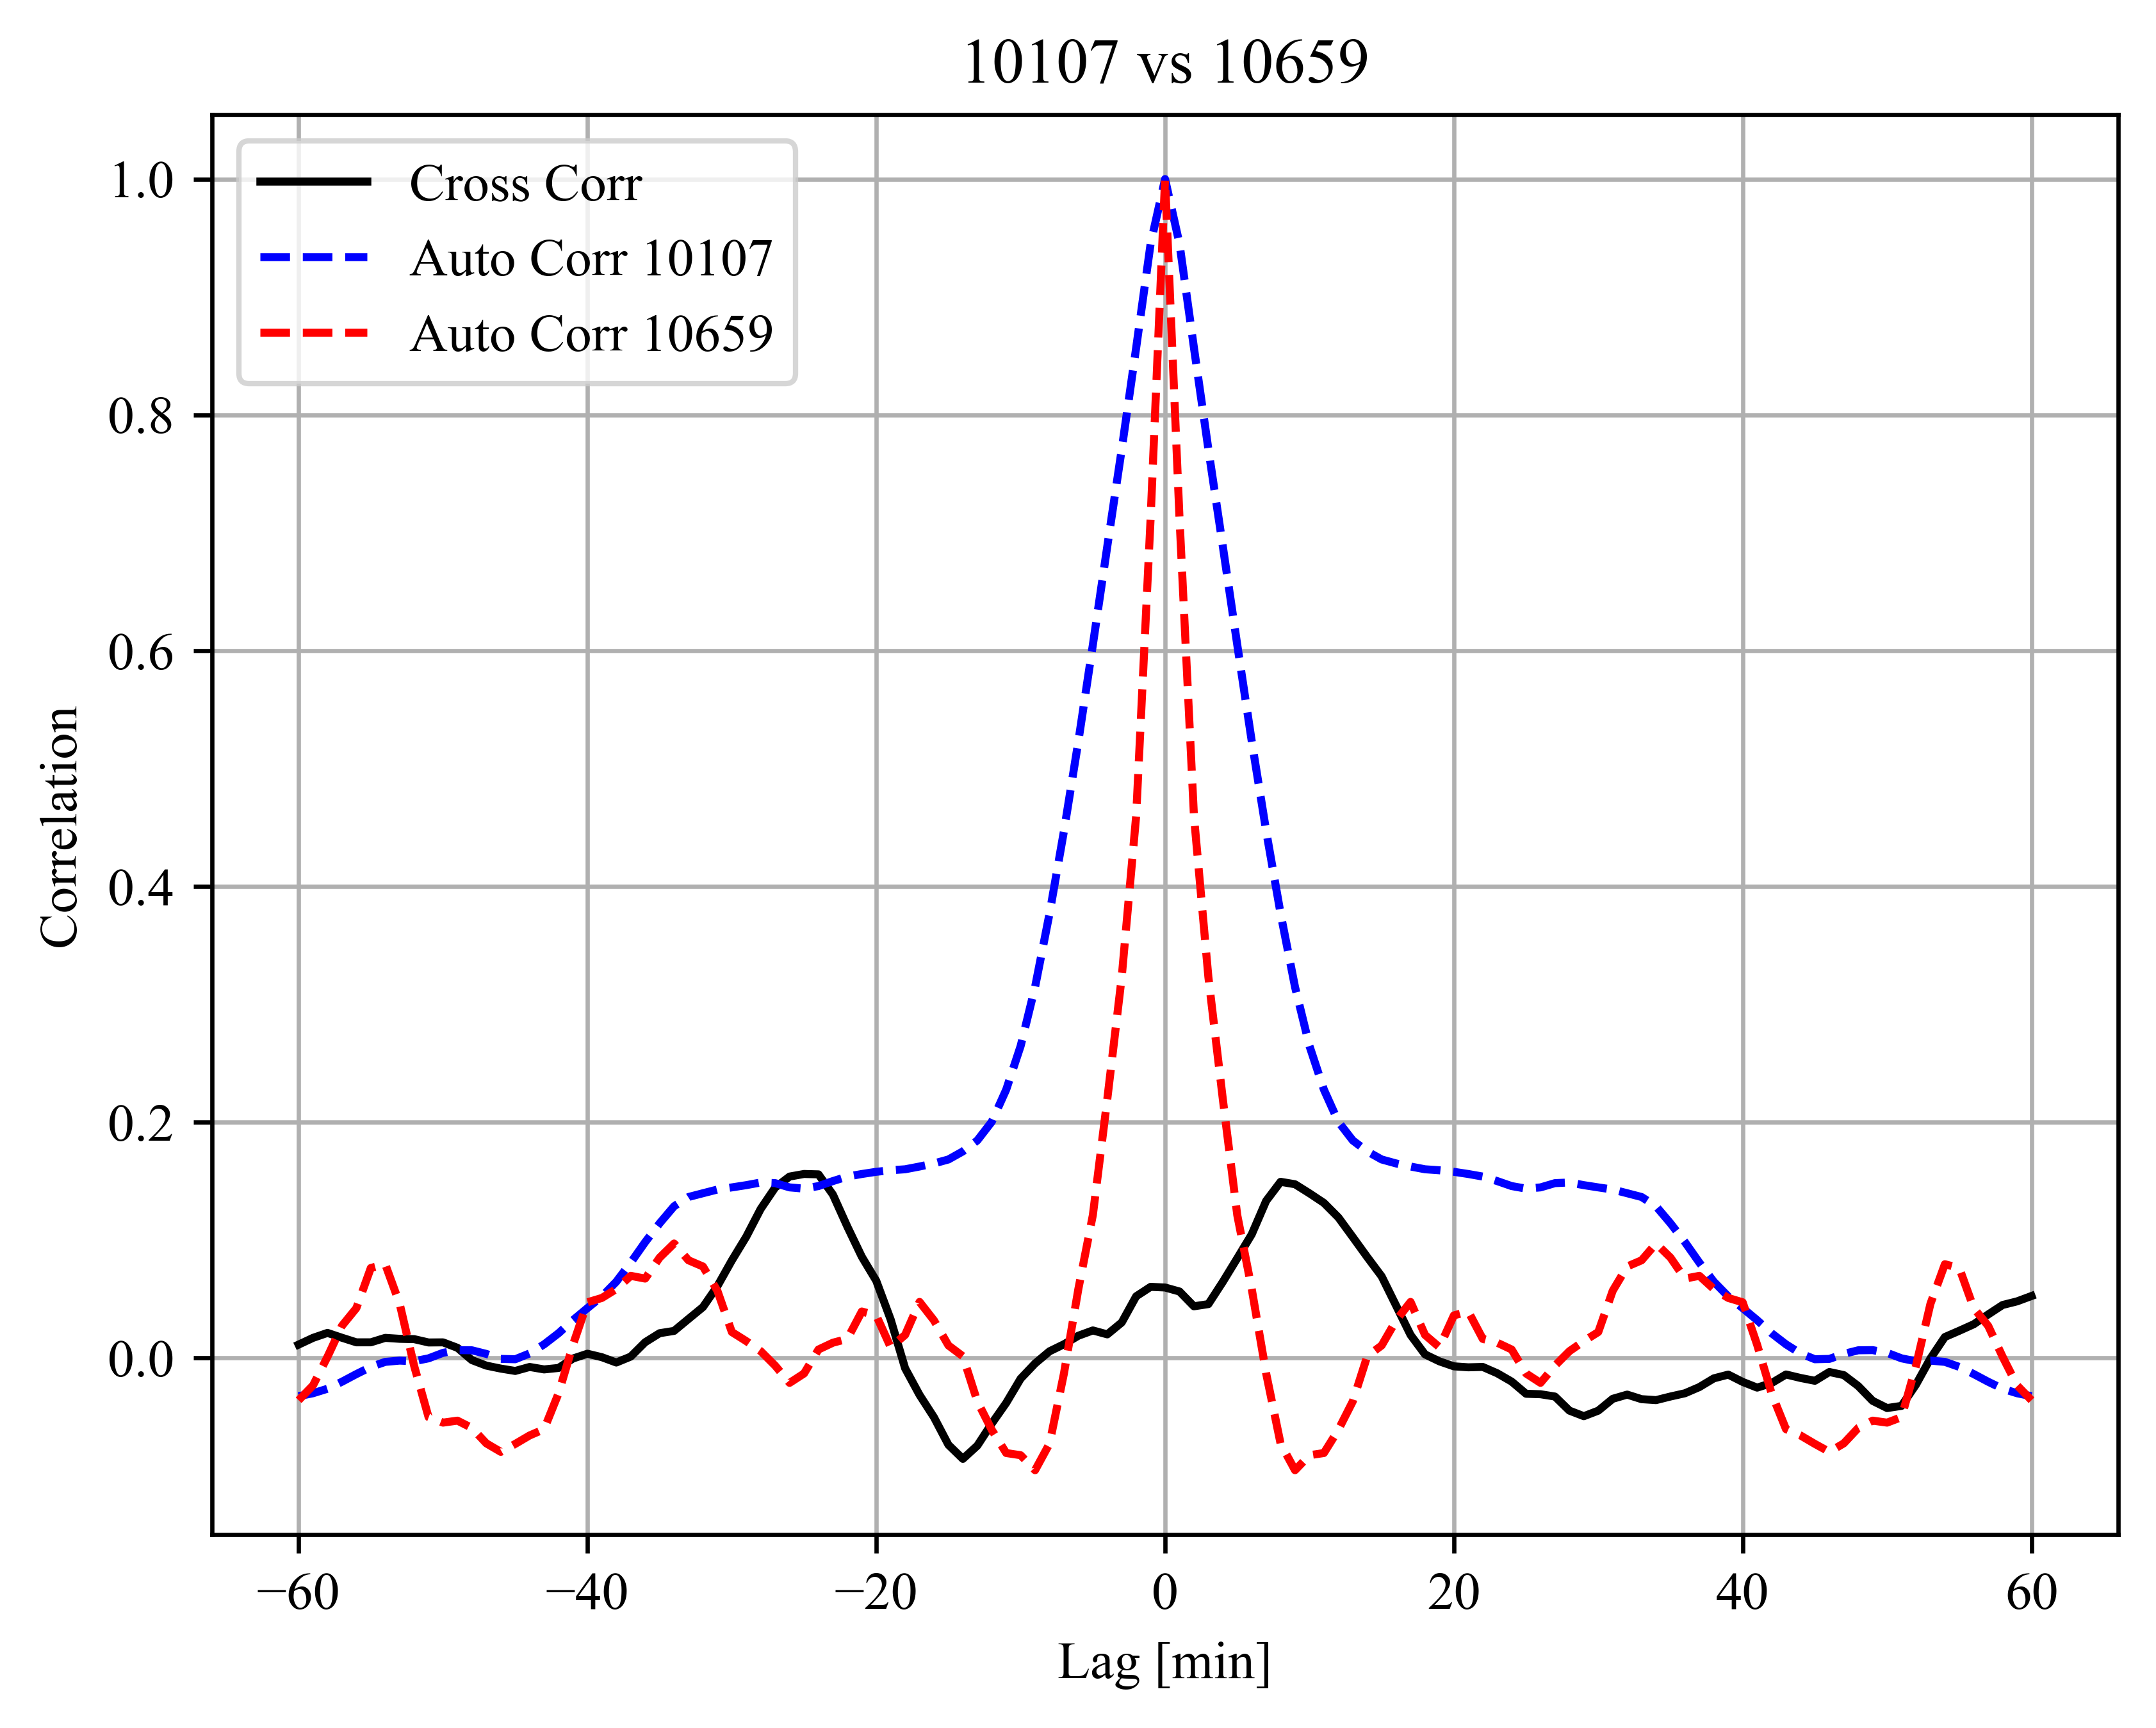 10107 vs 10659
Cross Corr
Auto Corr 10107
Auto Corr 10659
1.0
0.8
0.6
0.4
0.2
0.0
Correlation
−60 −40 −20 0 20 40 60
Lag [min]